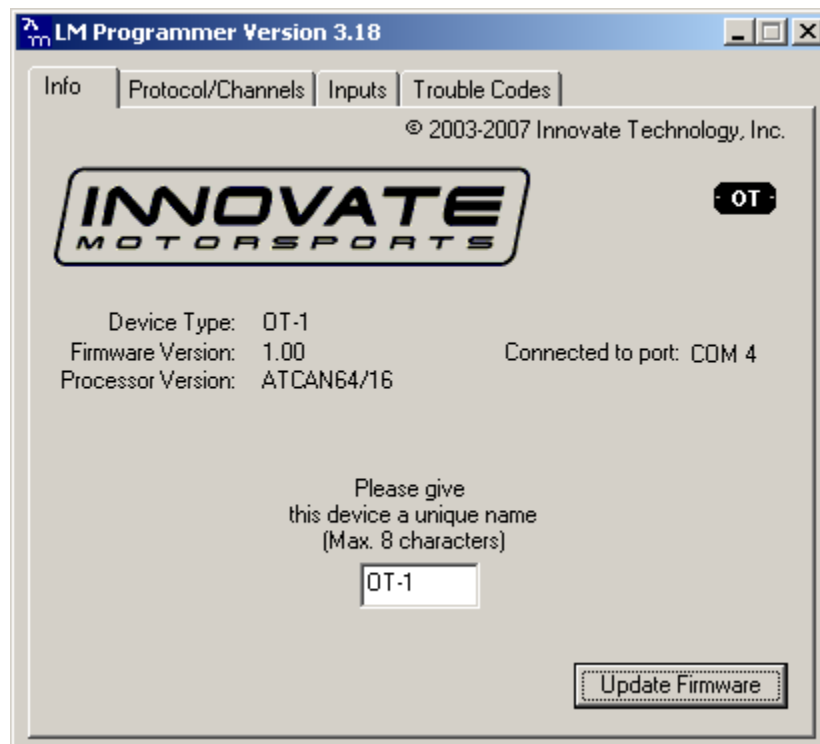 LM Programmer Version 3.18
Info Protocol/Channels Inputs Trouble Codes
© 2003-2007 Innovate Technology, Inc.
INNOVATE
MOTORSPORTS
OT
Device Type: OT-1
Firmware Version: 1.00
Connected to port: COM 4
Processor Version: ATCAN64/16
Please give
this device a unique name
(Max. 8 characters)
OT-1
Update Firmware